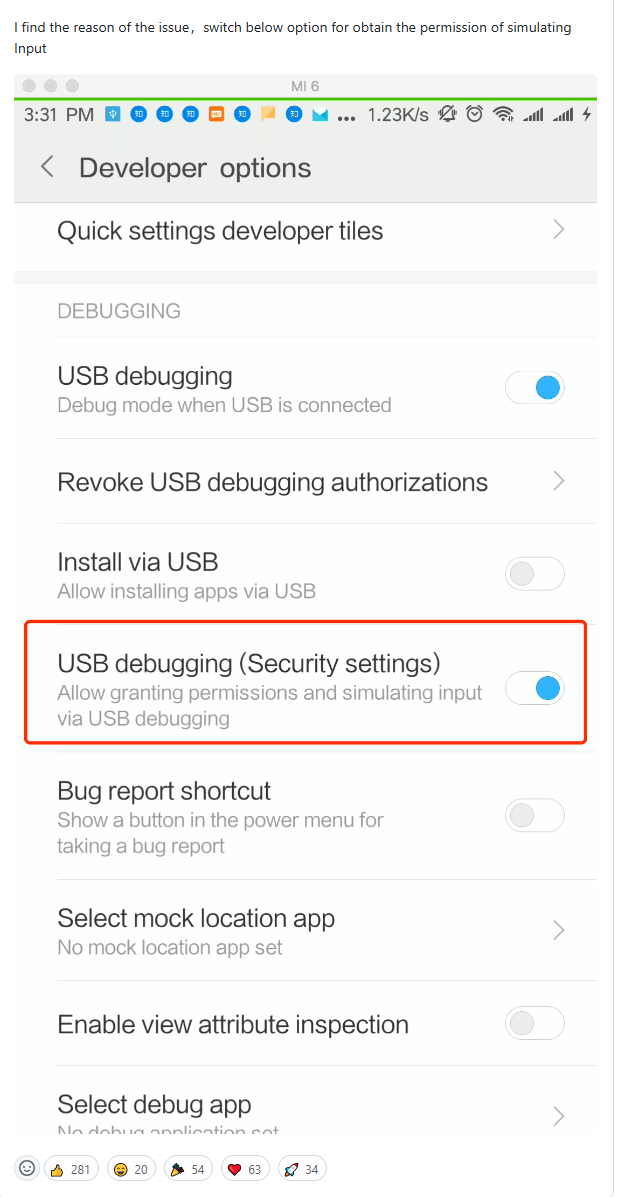 I find the reason of the issue，switch below option for obtain the permission of simulating
Input
MI 6
3:31 PM
1.23K/s
Developer options
Quick settings developer tiles
DEBUGGING
USB debugging
Debug mode when USB is connected
Revoke USB debugging authorizations
Install via USB
Allow installing apps via USB
USB debugging (Security settings)
Allow granting permissions and simulating input
via USB debugging
Bug report shortcut
Show a button in the power menu for
taking a bug report
Select mock location app
No mock location app set
Enable view attribute inspection
Select debug app
No debug application set
281
20
54
63
34